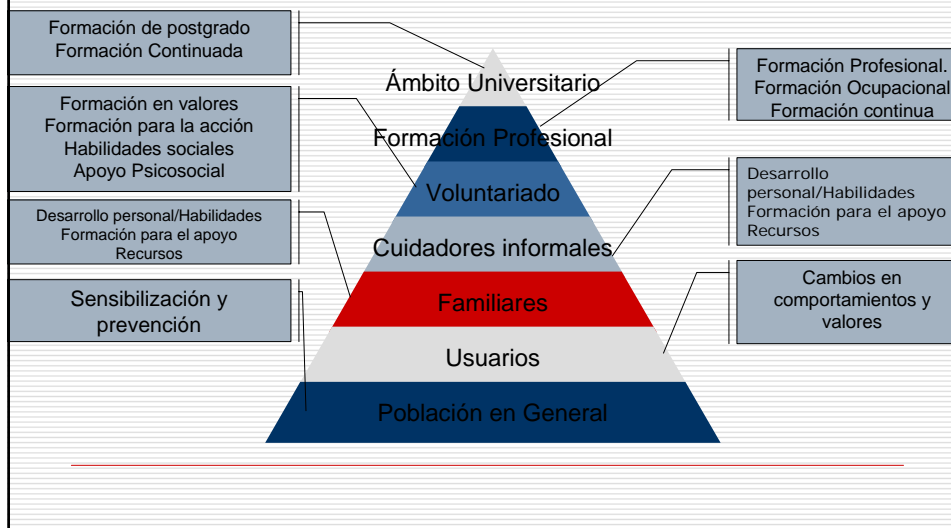 Formación de postgrado
Formación Continuada
Formación en valores
Formación para la acción
Habilidades sociales
Apoyo Psicosocial
Desarrollo personal/Habilidades
Formación para el apoyo
Recursos
Sensibilización y
prevención
Ámbito Universitario
Formación Profesional
Voluntariado
Cuidadores informales
Familiares
Usuarios
Población en General
Formación Profesional.
Formación Ocupacional
Formación continua
Desarrollo
personal/Habilidades
Formación para el apoyo
Recursos
Cambios en
comportamientos y
valores